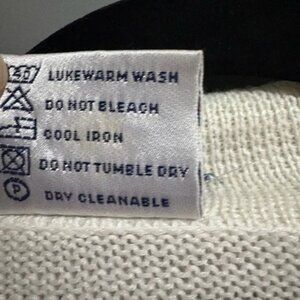 LUKEWARM WASH
DO NOT BLEACH
COOL IRON
DO NOT TUMBLE DRY
P DRY CLEANABLE